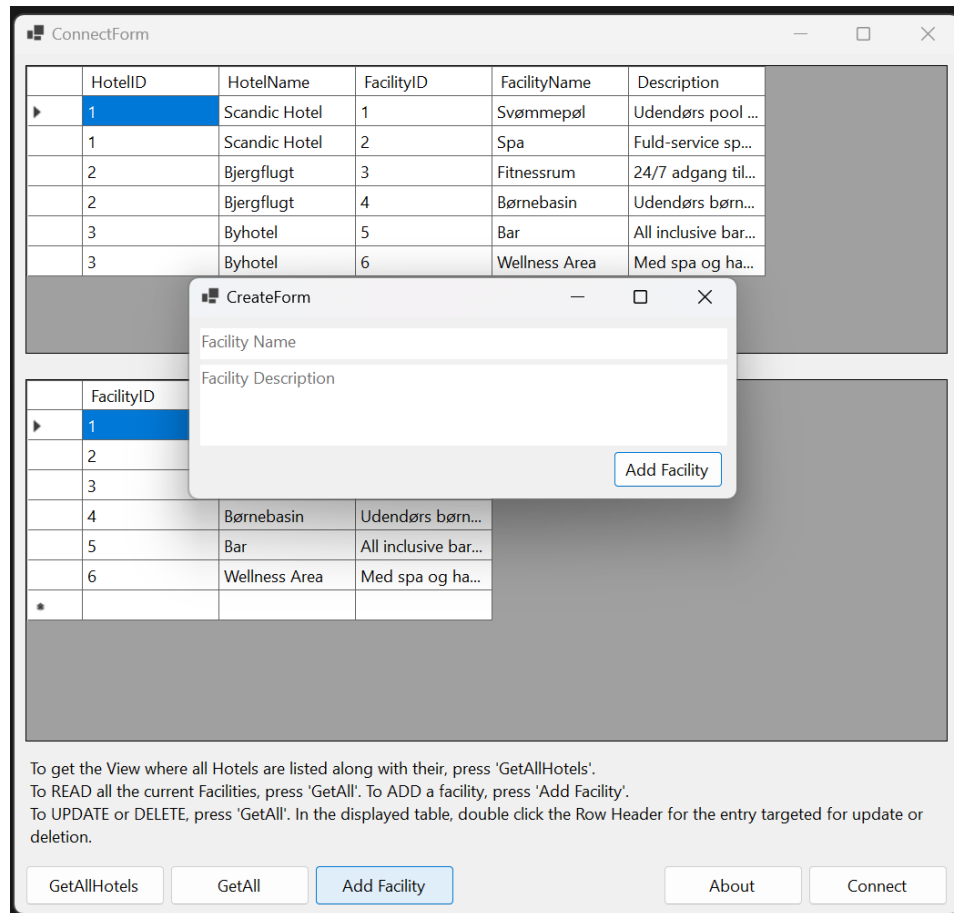 ConnectForm
HotelID HotelName FacilityID FacilityName Description
1 Scandic Hotel 1 Svømmepøl Udendørs pool ...
1 Scandic Hotel 2 Spa Fuld-service sp...
2 Bjergflugt 3 Fitnessrum 24/7 adgang til...
2 Bjergflugt 4 Børnebasin Udendørs børn...
3 Byhotel 5 Bar All inclusive bar...
3 Byhotel 6 Wellness Area Med spa og ha...
CreateForm
Facility Name
Facility Description
Add Facility
FacilityID
1
2
3
4 Børnebasin Udendørs børn...
5 Bar All inclusive bar...
6 Wellness Area Med spa og ha...
To get the View where all Hotels are listed along with their, press 'GetAllHotels'.
To READ all the current Facilities, press 'GetAll'. To ADD a facility, press 'Add Facility'.
To UPDATE or DELETE, press 'GetAll'. In the displayed table, double click the Row Header for the entry targeted for update or
deletion.
GetAllHotels GetAll Add Facility About Connect